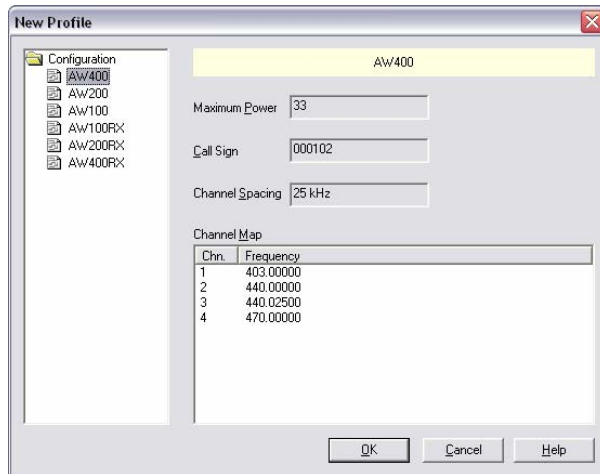 New Profile
Configuration
AW400
AW200
AW100
AW100RX
AW200RX
AW400RX
AW400
Maximum Power 33
Call Sign 000102
Channel Spacing 25 kHz
Channel Map
Chn. Frequency
1 403.00000
2 440.00000
3 440.02500
4 470.00000
OK Cancel Help